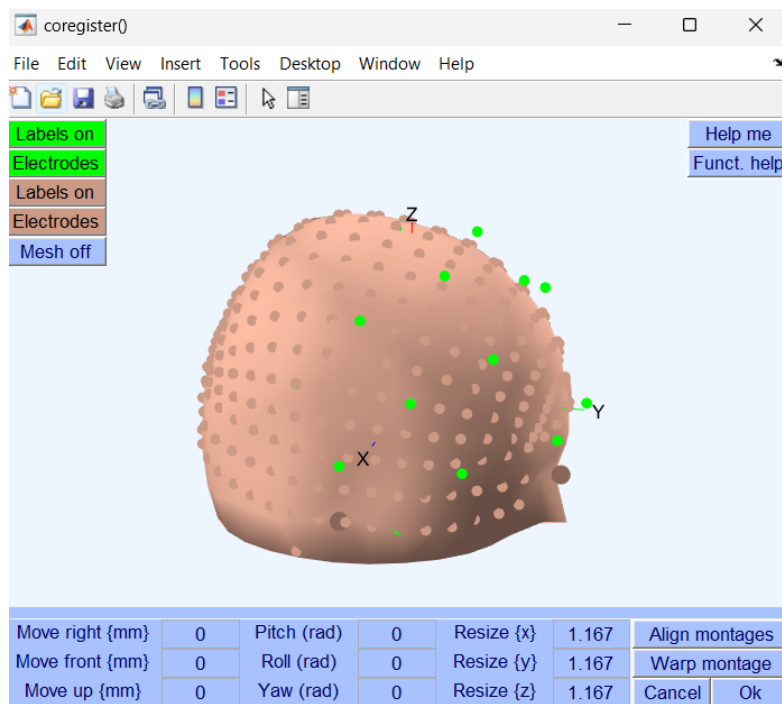 coregister()
File Edit View Insert Tools Desktop Window Help
Labels on
Electrodes
Labels on
Electrodes
Mesh off
Help me
Funct. help
Z
Y
X
Move right {mm} 0 Pitch (rad) 0 Resize {x} 1.167 Align montages
Move front {mm} 0 Roll (rad) 0 Resize {y} 1.167 Warp montage
Move up {mm} 0 Yaw (rad) 0 Resize {z} 1.167 Cancel Ok